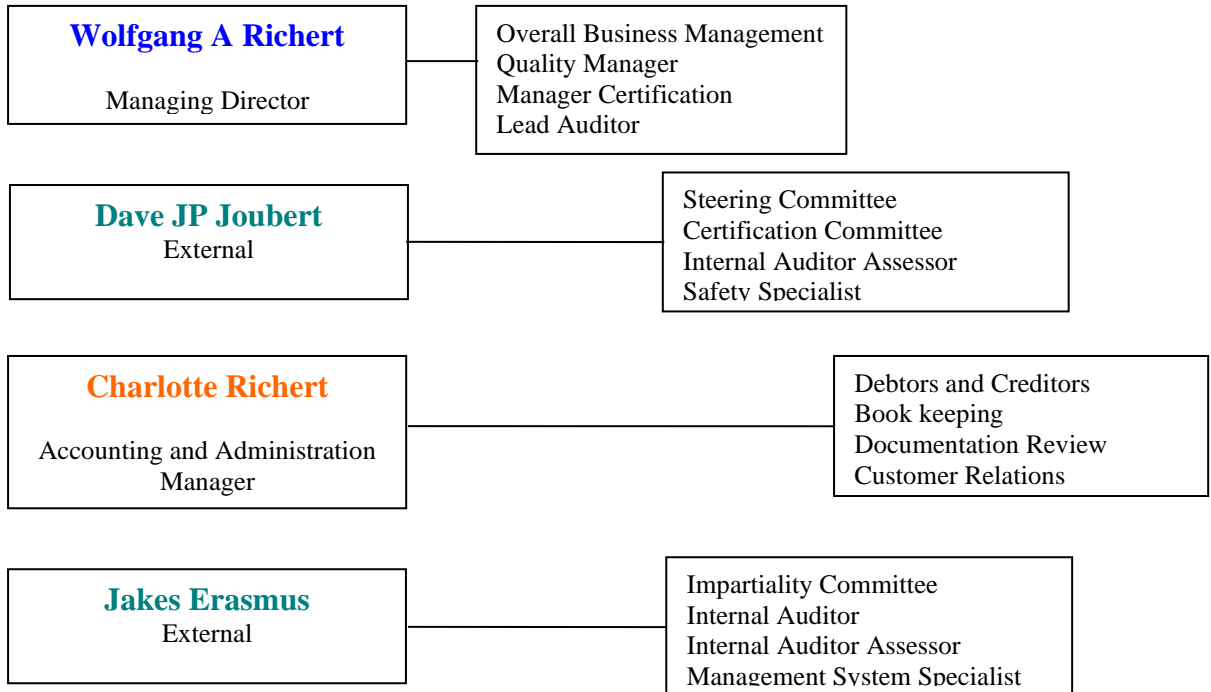 Wolfgang A Richert
Managing Director
Overall Business Management
Quality Manager
Manager Certification
Lead Auditor
Dave JP Joubert
External
Steering Committee
Certification Committee
Internal Auditor Assessor
Safety Specialist
Charlotte Richert
Accounting and Administration
Manager
Debtors and Creditors
Book keeping
Documentation Review
Customer Relations
Jakes Erasmus
External
Impartiality Committee
Internal Auditor
Internal Auditor Assessor
Management System Specialist